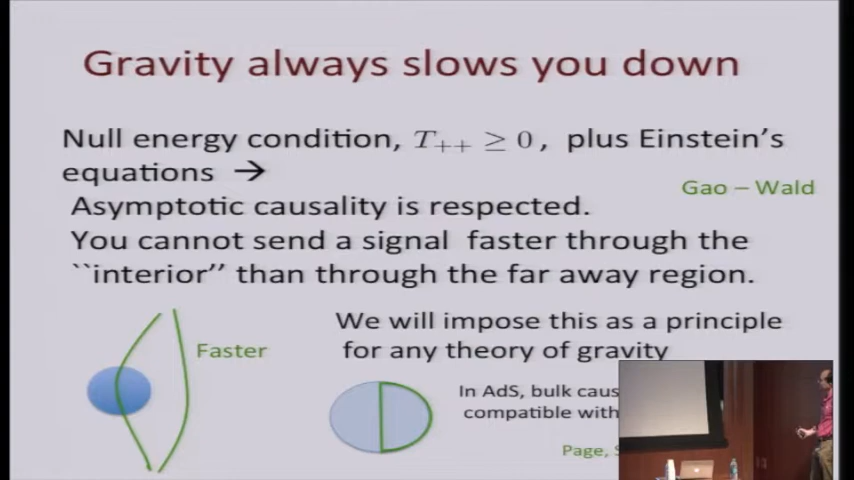 Gravity always slows you down
Null energy condition, T₊₊ ≥ 0 , plus Einstein's
equations →
Gao – Wald
Asymptotic causality is respected.
You cannot send a signal faster through the
``interior'' than through the far away region.
We will impose this as a principle
for any theory of gravity
Faster
In AdS, bulk
compatible with
Page,